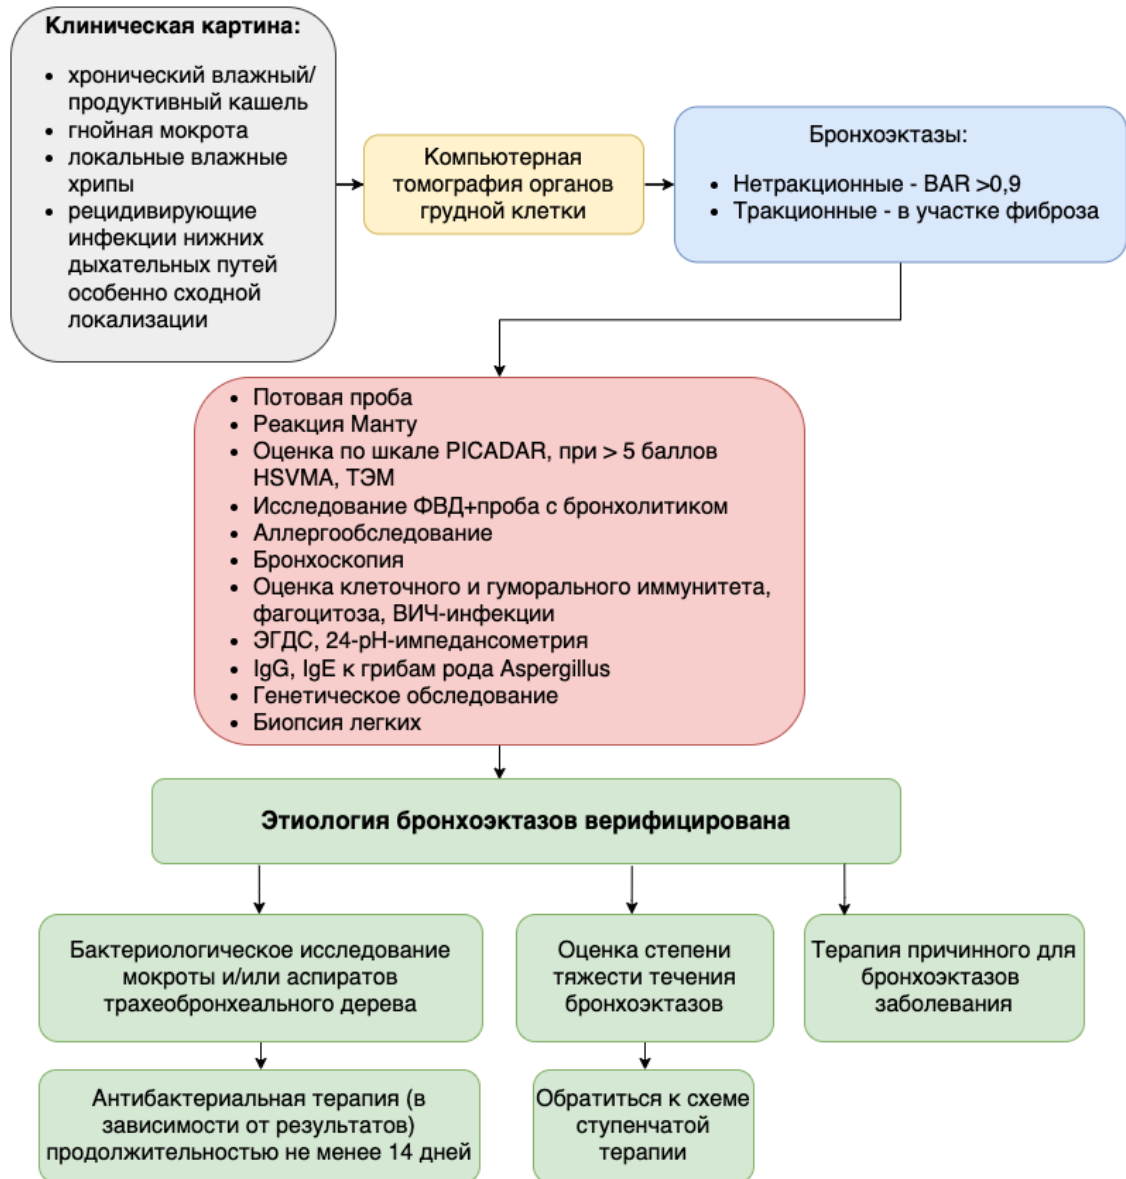 Клиническая картина:
• хронический влажный/
продуктивный кашель
• гнойная мокрота
• локальные влажные
хрипы
• рецидивирующие
инфекции нижних
дыхательных путей
особенно сходной
локализации
Компьютерная
томография органов
грудной клетки
Бронхоэктазы:
• Нетракционные - BAR >0,9
• Тракционные - в участке фиброза
• Потовая проба
• Реакция Манту
• Оценка по шкале PICADAR, при > 5 баллов
HSVMA, ТЭМ
• Исследование ФВД+проба с бронхолитиком
• Аллергообследование
• Бронхоскопия
• Оценка клеточного и гуморального иммунитета,
фагоцитоза, ВИЧ-инфекции
• ЭГДС, 24-рН-импедансометрия
• IgG, IgE к грибам рода Aspergillus
• Генетическое обследование
• Биопсия легких
Этиология бронхоэктазов верифицирована
Бактериологическое исследование
мокроты и/или аспиратов
трахеобронхеального дерева
Оценка степени
тяжести течения
бронхоэктазов
Терапия причинного для
бронхоэктазов
заболевания
Антибактериальная терапия (в
зависимости от результатов)
продолжительностью не менее 14 дней
Обратиться к схеме
ступенчатой
терапии